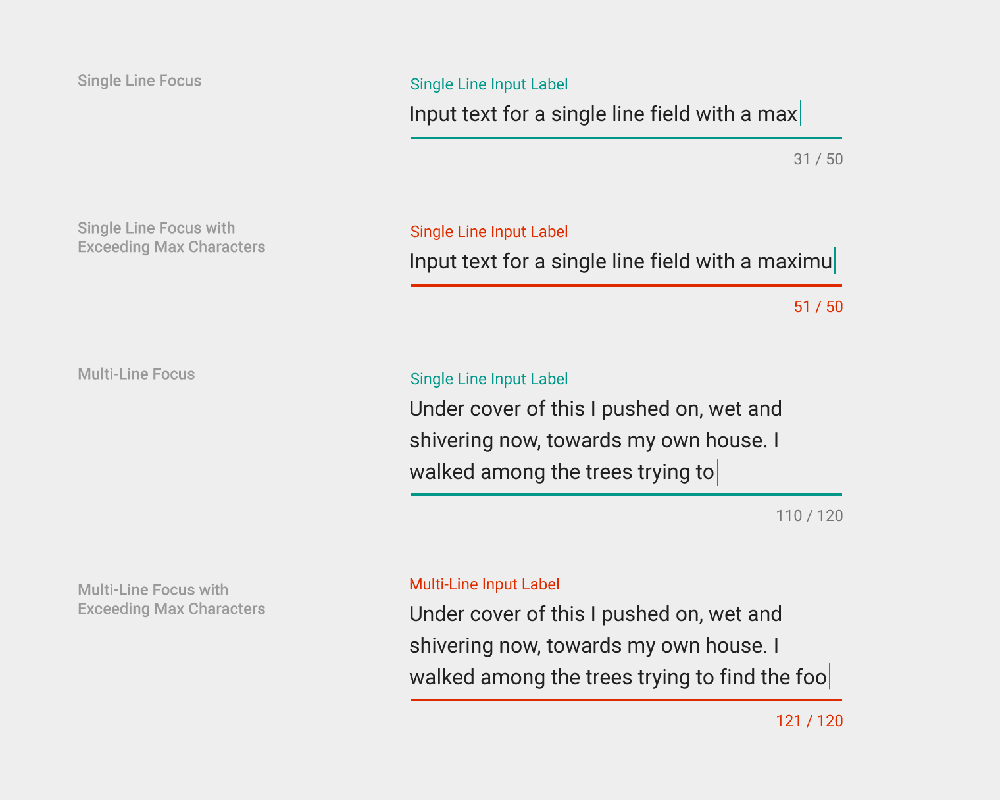 Single Line Focus
Single Line Input Label
Input text for a single line field with a max
31 / 50
Single Line Focus with
Exceeding Max Characters
Single Line Input Label
Input text for a single line field with a maximu
51 / 50
Multi-Line Focus
Single Line Input Label
Under cover of this I pushed on, wet and
shivering now, towards my own house. I
walked among the trees trying to
110 / 120
Multi-Line Focus with
Exceeding Max Characters
Multi-Line Input Label
Under cover of this I pushed on, wet and
shivering now, towards my own house. I
walked among the trees trying to find the foo
121 / 120